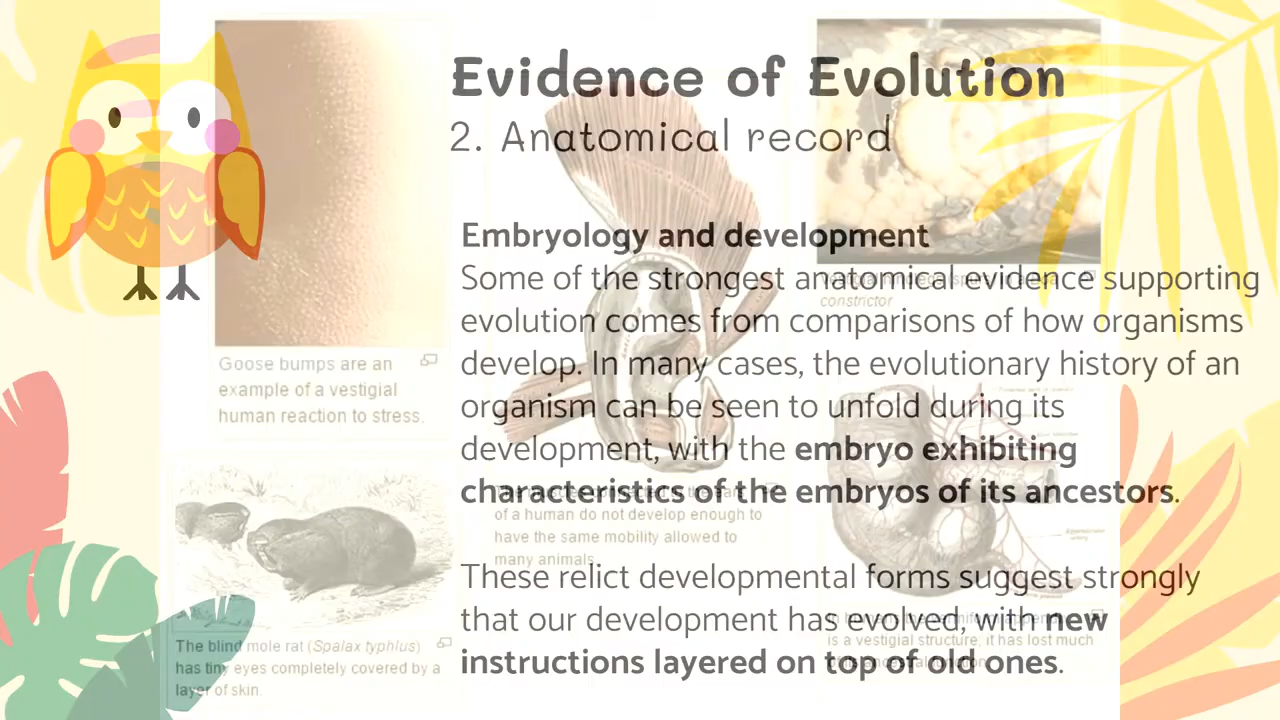 Evidence of Evolution
2. Anatomical record
Embryology and development
Some of the strongest anatomical evidence supporting
evolution comes from comparisons of how organisms
develop. In many cases, the evolutionary history of an
organism can be seen to unfold during its
development, with the embryo exhibiting
characteristics of the embryos of its ancestors.
These relict developmental forms suggest strongly
that our development has evolved, with new
instructions layered on top of old ones.
Goose bumps are an
example of a vestigial
human reaction to stress.
The blind mole rat (Spalax typhlus)
has tiny eyes completely covered by a
layer of skin.
of a human do not develop enough to
have the same mobility allowed to
many animals.
constrictor
is a vestigial structure; it has lost much